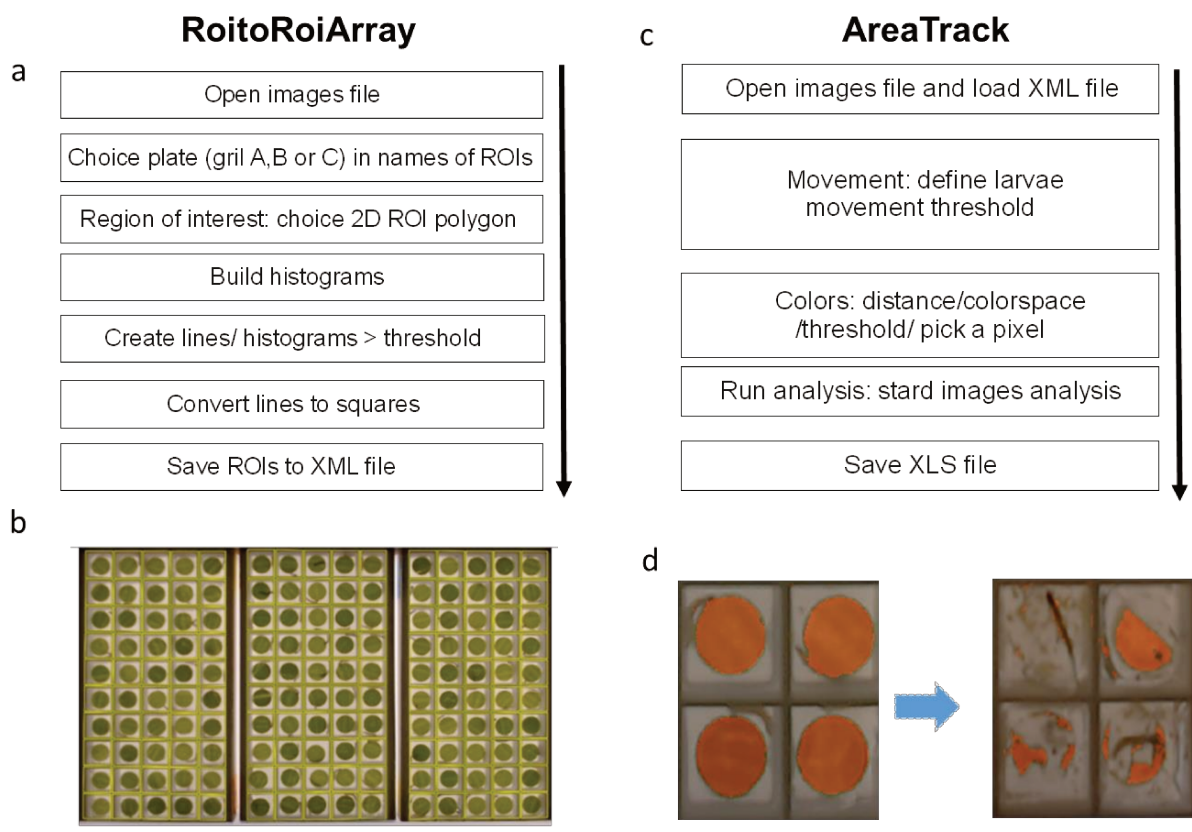 RoitoRoiArray
a
Open images file
Choice plate (gril A,B or C) in names of ROIs
Region of interest: choice 2D ROI polygon
Build histograms
Create lines/ histograms > threshold
Convert lines to squares
Save ROIs to XML file
b
AreaTrack
c
Open images file and load XML file
Movement: define larvae
movement threshold
Colors: distance/colorspace
/threshold/ pick a pixel
Run analysis: stard images analysis
Save XLS file
d